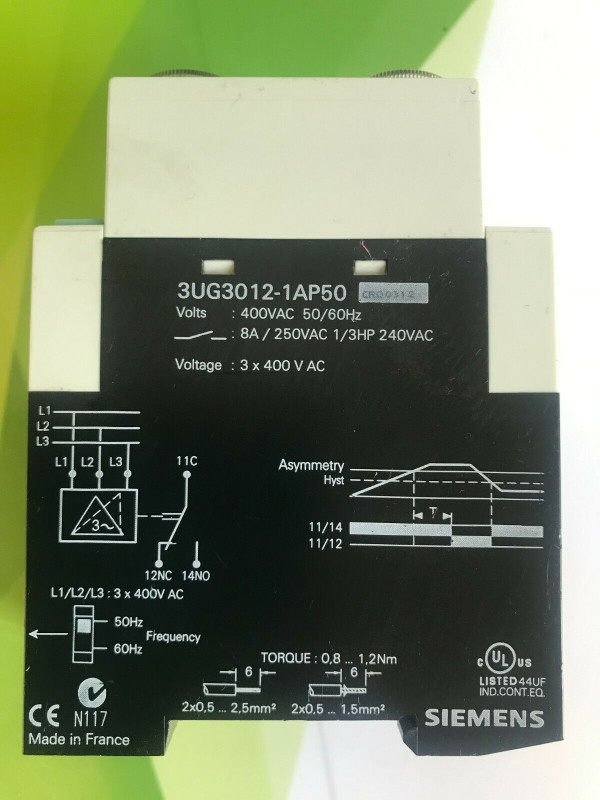 3UG3012-1AP50 CRD0312
Volts : 400VAC 50/60Hz
: 8A / 250VAC 1/3HP 240VAC
Voltage : 3 x 400 V AC
L1
L2
L3
L1 L2 L3 11C
3~
12NC 14NO
Asymmetry
Hyst
T
11/14
11/12
L1/L2/L3 : 3 x 400V AC
50Hz
Frequency
60Hz
TORQUE : 0,8 ... 1,2Nm
6 6
2x0,5 ... 2,5mm² 2x0,5 ... 1,5mm²
c UL US
LISTED 44UF
IND.CONT.EQ.
CE N117
SIEMENS
Made in France